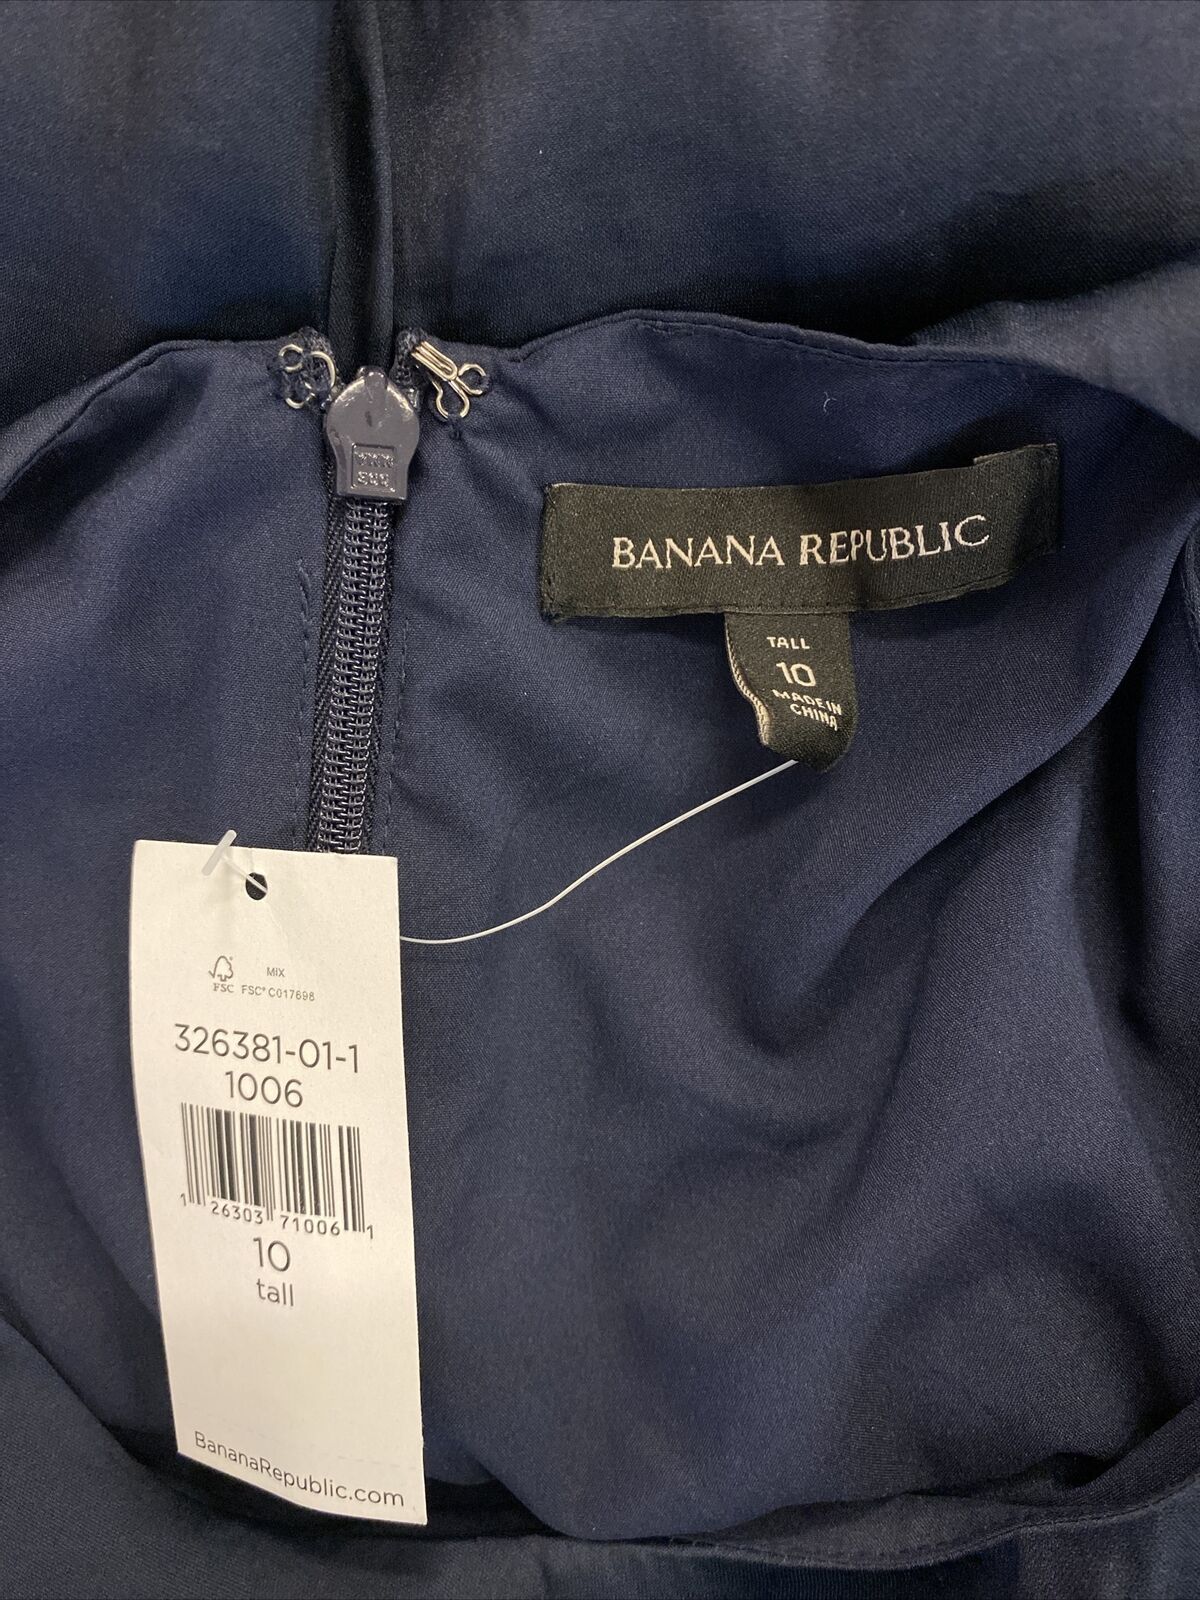 BANANA REPUBLIC
TALL
10
MADE IN
CHINA
MIX
FSC FSC® C017698
326381-01-1
1006
1 26303 71006 1
10
tall
BananaRepublic.com